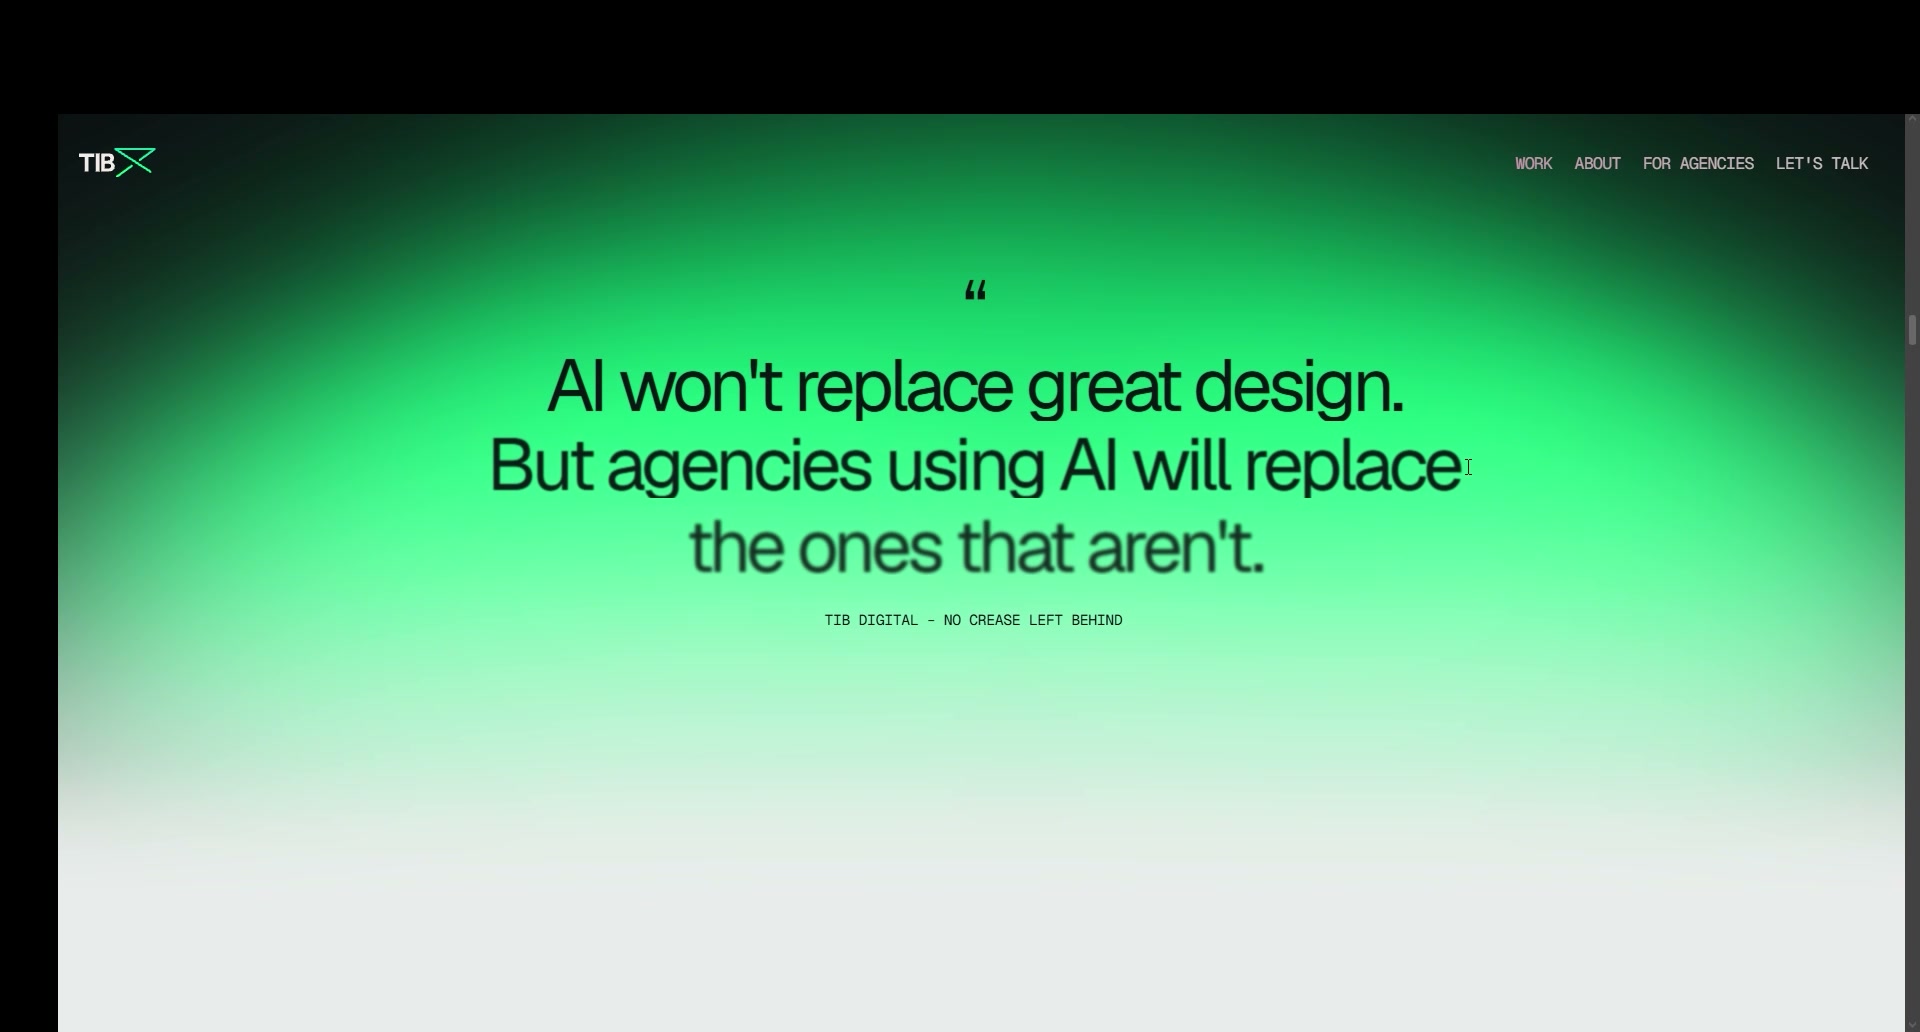 TIB
WORK ABOUT FOR AGENCIES LET'S TALK
“
AI won't replace great design.
But agencies using AI will replace
the ones that aren't.
TIB DIGITAL – NO CREASE LEFT BEHIND